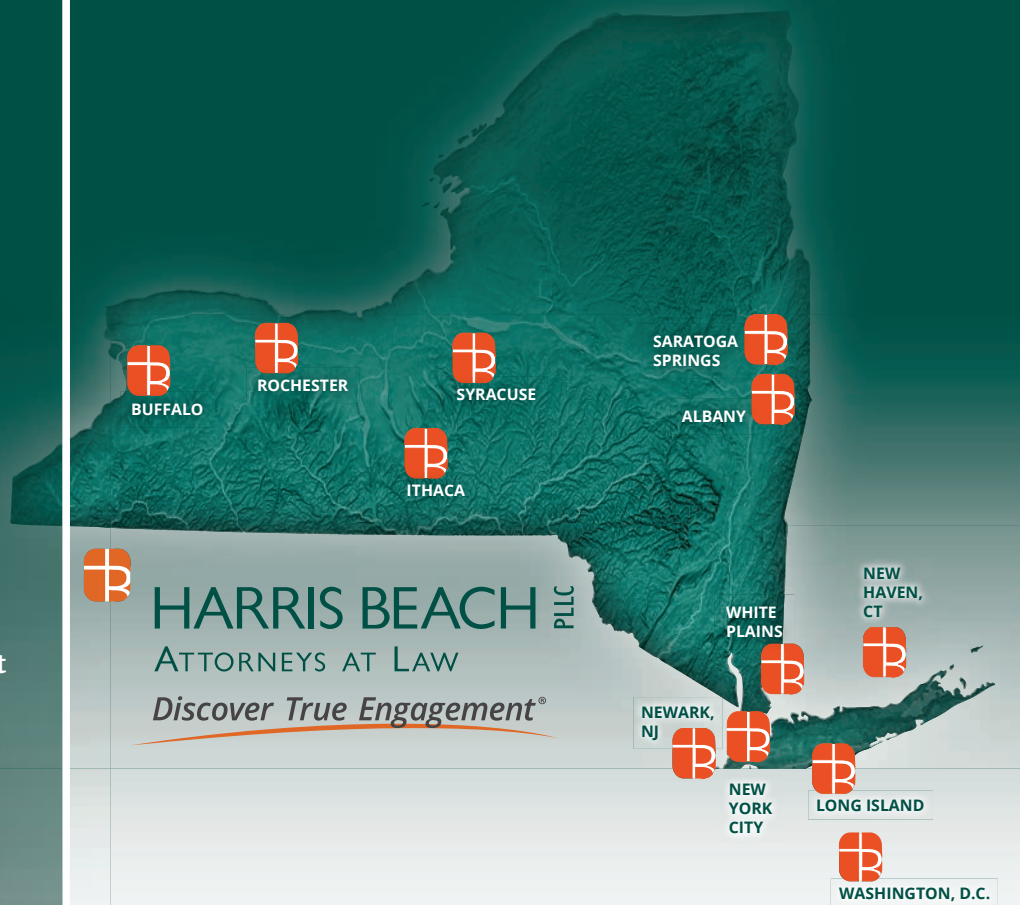 SARATOGA
SPRINGS
ROCHESTER
SYRACUSE
BUFFALO
ALBANY
ITHACA
HARRIS BEACH PLLC
ATTORNEYS AT LAW
Discover True Engagement®
NEW
HAVEN,
CT
WHITE
PLAINS
t
NEWARK,
NJ
NEW
YORK
CITY
LONG ISLAND
WASHINGTON, D.C.